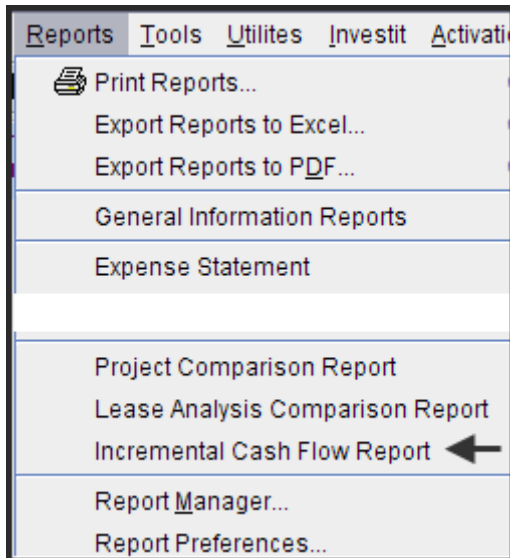 Reports Tools Utilites Investit Activati
Print Reports...
Export Reports to Excel...
Export Reports to PDF...
General Information Reports
Expense Statement
Project Comparison Report
Lease Analysis Comparison Report
Incremental Cash Flow Report
Report Manager...
Report Preferences...